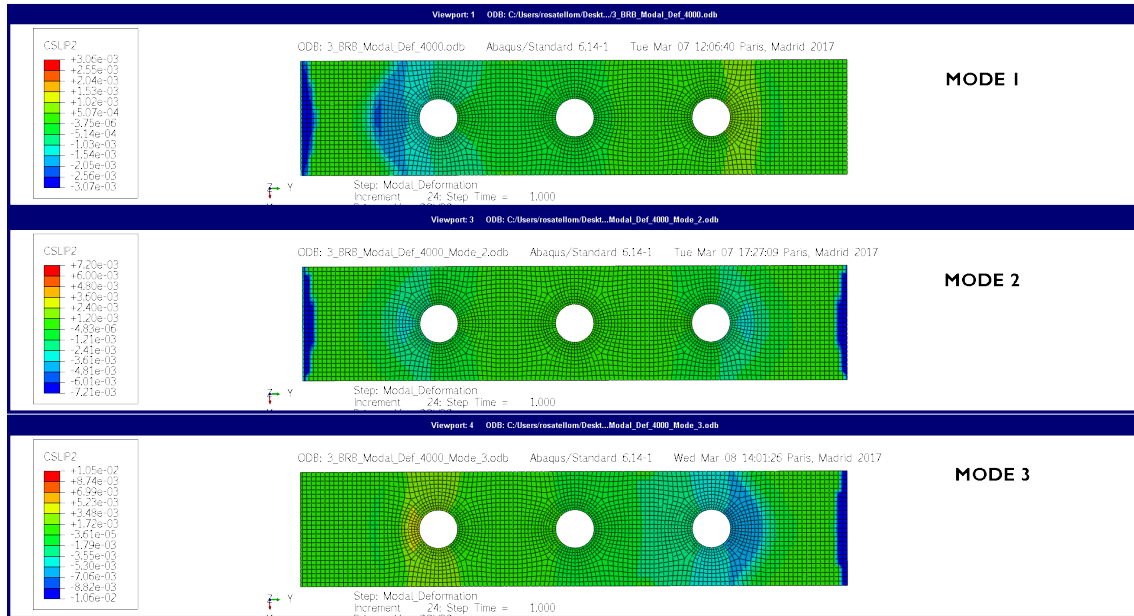 Viewport: 1 ODB: C:/Users/rosatellom/Deskt.../3_BRB_Modal_Def_4000.odb
CSLIP2
+3.06e-03
+2.55e-03
+2.04e-03
+1.53e-03
+1.02e-03
+5.07e-04
-3.75e-06
-5.14e-04
-1.03e-03
-1.54e-03
-2.05e-03
-2.56e-03
-3.07e-03
ODB: 3_BRB_Modal_Def_4000.odb Abaqus/Standard 6.14-1 Tue Mar 07 12:06:40 Paris, Madrid 2017
MODE 1
Z Y
Step: Modal_Deformation
Increment 24: Step Time = 1.000
Viewport: 3 ODB: C:/Users/rosatellom/Deskt...Modal_Def_4000_Mode_2.odb
CSLIP2
+7.20e-03
+6.00e-03
+4.80e-03
+3.60e-03
+2.40e-03
+1.20e-03
-4.83e-06
-1.21e-03
-2.41e-03
-3.61e-03
-4.81e-03
-6.01e-03
-7.21e-03
ODB: 3_BRB_Modal_Def_4000_Mode_2.odb Abaqus/Standard 6.14-1 Tue Mar 07 17:27:09 Paris, Madrid 2017
MODE 2
Z Y
Step: Modal_Deformation
Increment 24: Step Time = 1.000
Viewport: 4 ODB: C:/Users/rosatellom/Deskt...Modal_Def_4000_Mode_3.odb
CSLIP2
+1.05e-02
+8.74e-03
+6.99e-03
+5.23e-03
+3.48e-03
+1.72e-03
-3.61e-05
-1.79e-03
-3.55e-03
-5.30e-03
-7.06e-03
-8.82e-03
-1.06e-02
ODB: 3_BRB_Modal_Def_4000_Mode_3.odb Abaqus/Standard 6.14-1 Wed Mar 08 14:01:26 Paris, Madrid 2017
MODE 3
Z Y
Step: Modal_Deformation
Increment 24: Step Time = 1.000